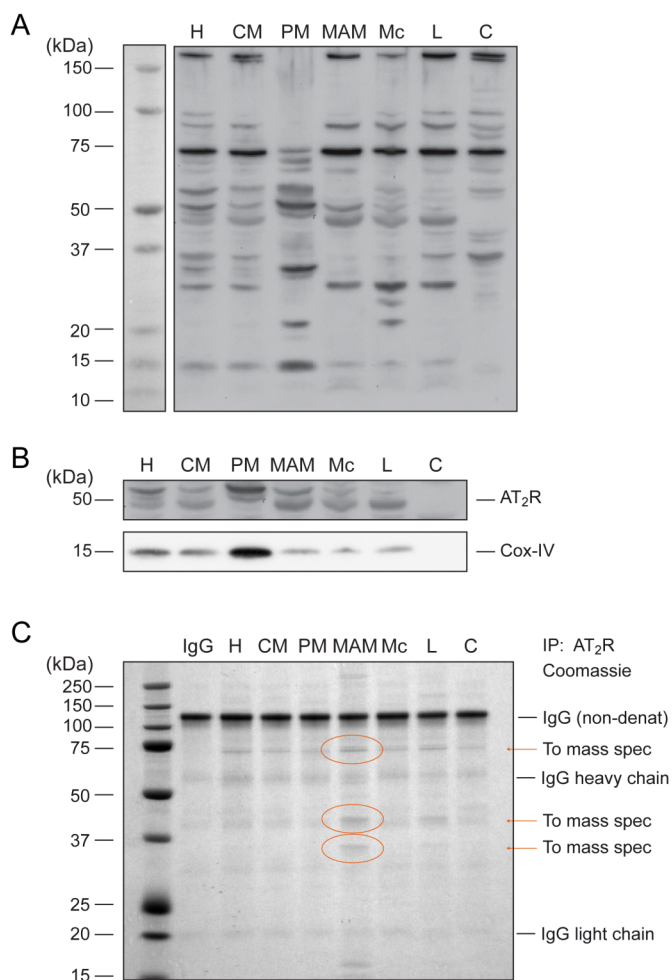 A
(kDa)
H CM PM MAM Mc L C
150
100
75
50
37
20
15
10
B
(kDa)
H CM PM MAM Mc L C
50
AT₂R
15
Cox-IV
C
(kDa)
IgG H CM PM MAM Mc L C
IP: AT₂R
Coomassie
250
150
100
75
50
37
25
20
15
IgG (non-denat)
To mass spec
IgG heavy chain
To mass spec
To mass spec
IgG light chain